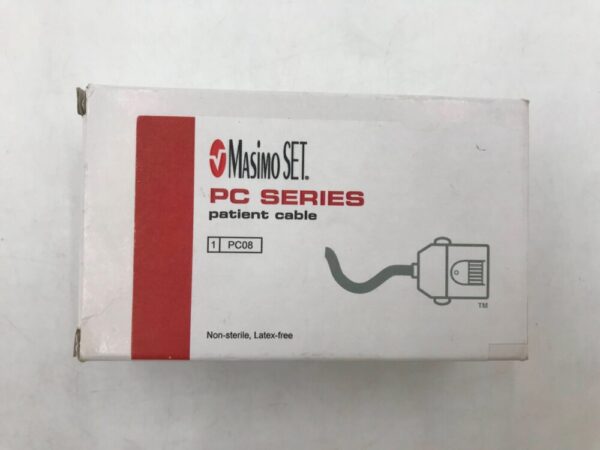 MASIMO SET®
PC SERIES
patient cable
1 PC08
TM
Non-sterile, Latex-free